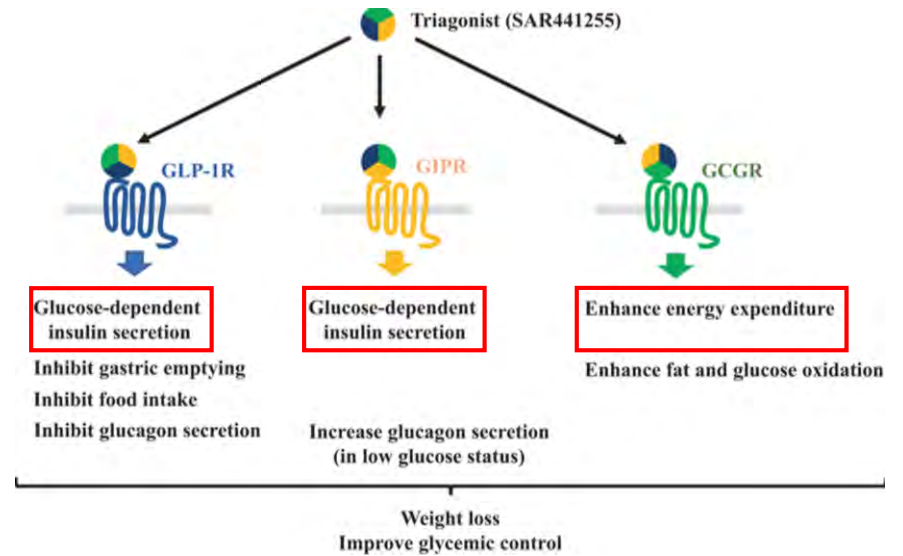 Triagonist (SAR441255)
GLP-1R
GIPR
GCGR
Glucose-dependent
insulin secretion
Inhibit gastric emptying
Inhibit food intake
Inhibit glucagon secretion
Glucose-dependent
insulin secretion
Increase glucagon secretion
(in low glucose status)
Enhance energy expenditure
Enhance fat and glucose oxidation
Weight loss
Improve glycemic control